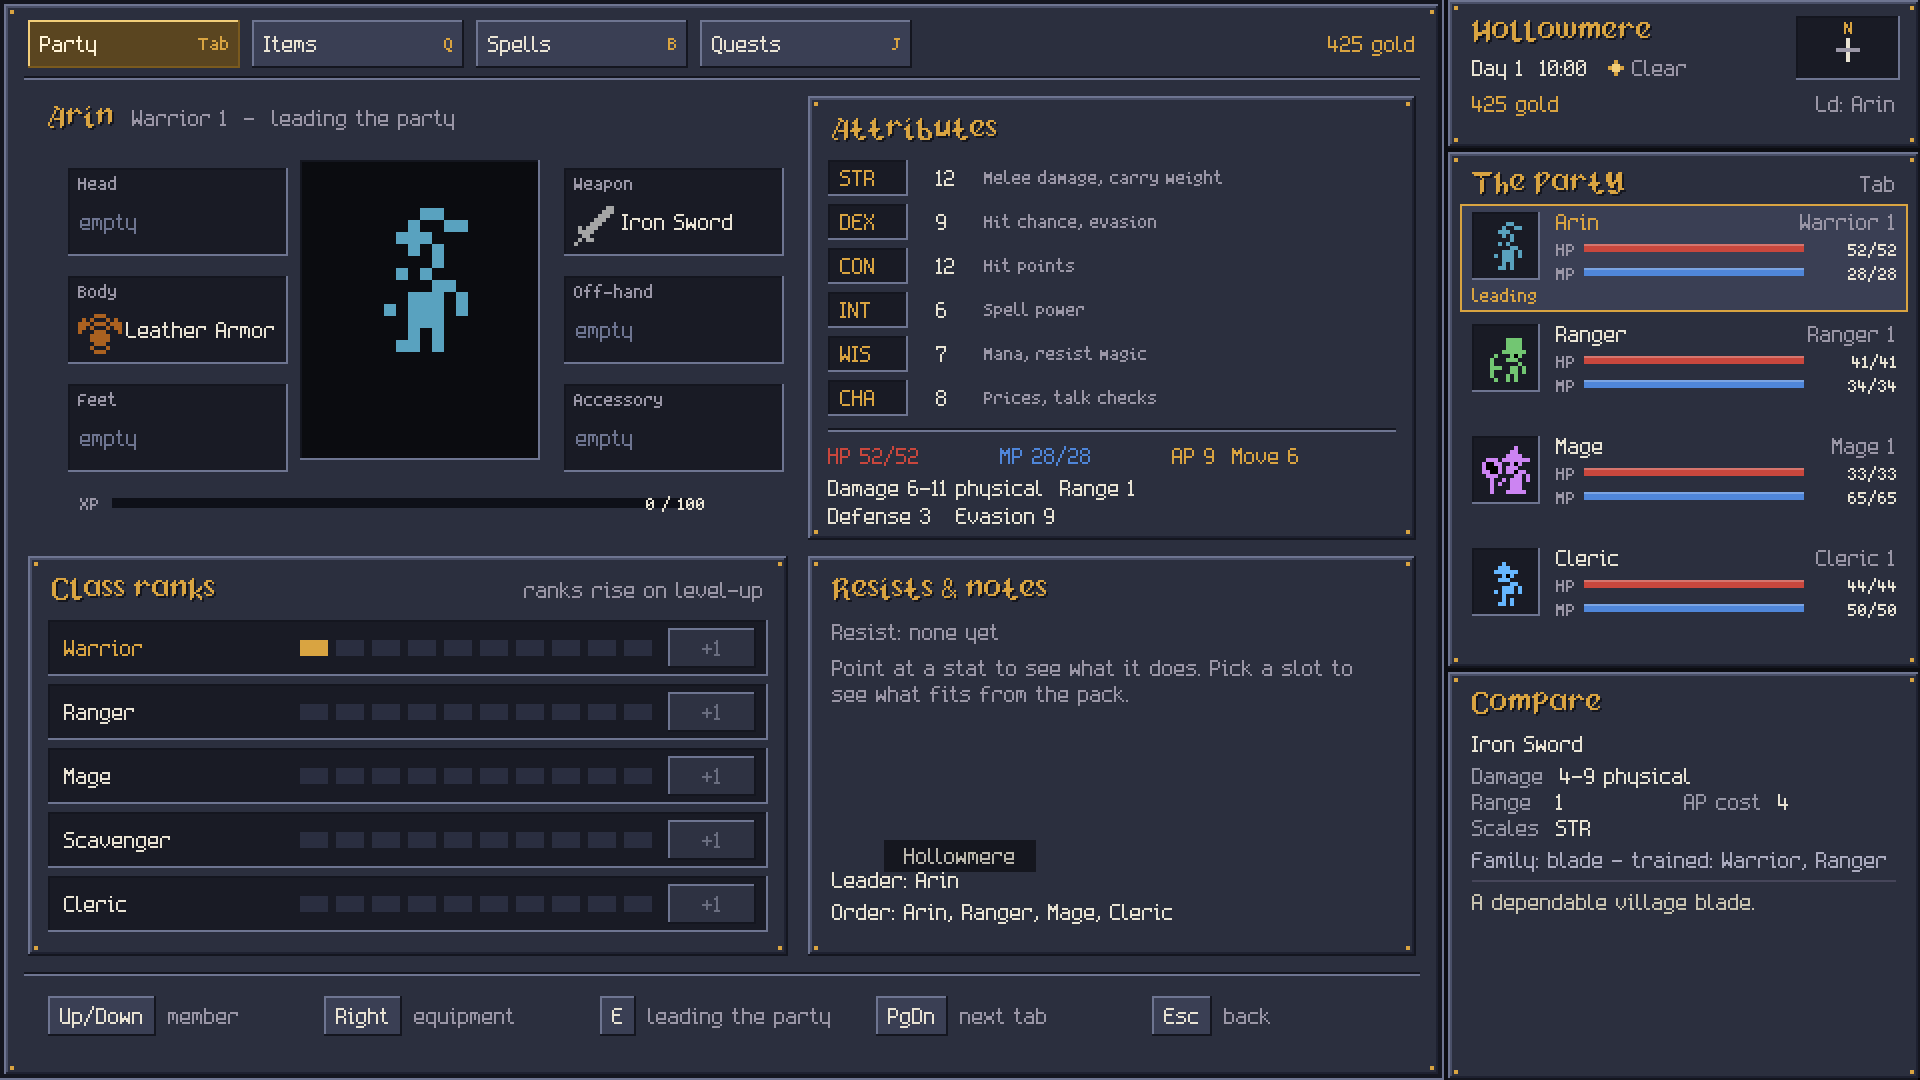 Party Tab
Items Q
Spells B
Quests J
425 gold
Arin Warrior 1 – leading the party
Head
empty
Body
Leather Armor
Feet
empty
Weapon
Iron Sword
Off-hand
empty
Accessory
empty
XP 0 / 100
Attributes
STR 12 Melee damage, carry weight
DEX 9 Hit chance, evasion
CON 12 Hit points
INT 6 Spell power
WIS 7 Mana, resist magic
CHA 8 Prices, talk checks
HP 52/52 MP 28/28 AP 9 Move 6
Damage 6–11 physical Range 1
Defense 3 Evasion 9
Class ranks ranks rise on level-up
Warrior +1
Ranger +1
Mage +1
Scavenger +1
Cleric +1
Resists & notes
Resist: none yet
Point at a stat to see what it does. Pick a slot to
see what fits from the pack.
Hollowmere
Leader: Arin
Order: Arin, Ranger, Mage, Cleric
Up/Down member
Right equipment
E leading the party
PgDn next tab
Esc back
Hollowmere
N
Day 1 10:00 Clear
425 gold Ld: Arin
The Party Tab
Arin Warrior 1
HP 52/52
MP 28/28
leading
Ranger Ranger 1
HP 41/41
MP 34/34
Mage Mage 1
HP 33/33
MP 65/65
Cleric Cleric 1
HP 44/44
MP 50/50
Compare
Iron Sword
Damage 4–9 physical
Range 1 AP cost 4
Scales STR
Family: blade – trained: Warrior, Ranger
A dependable village blade.